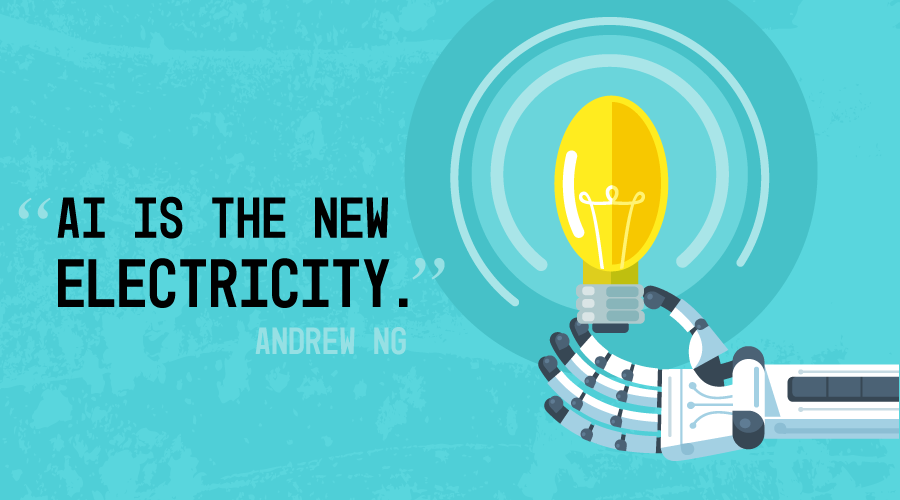 “AI IS THE NEW
ELECTRICITY.”
ANDREW NG